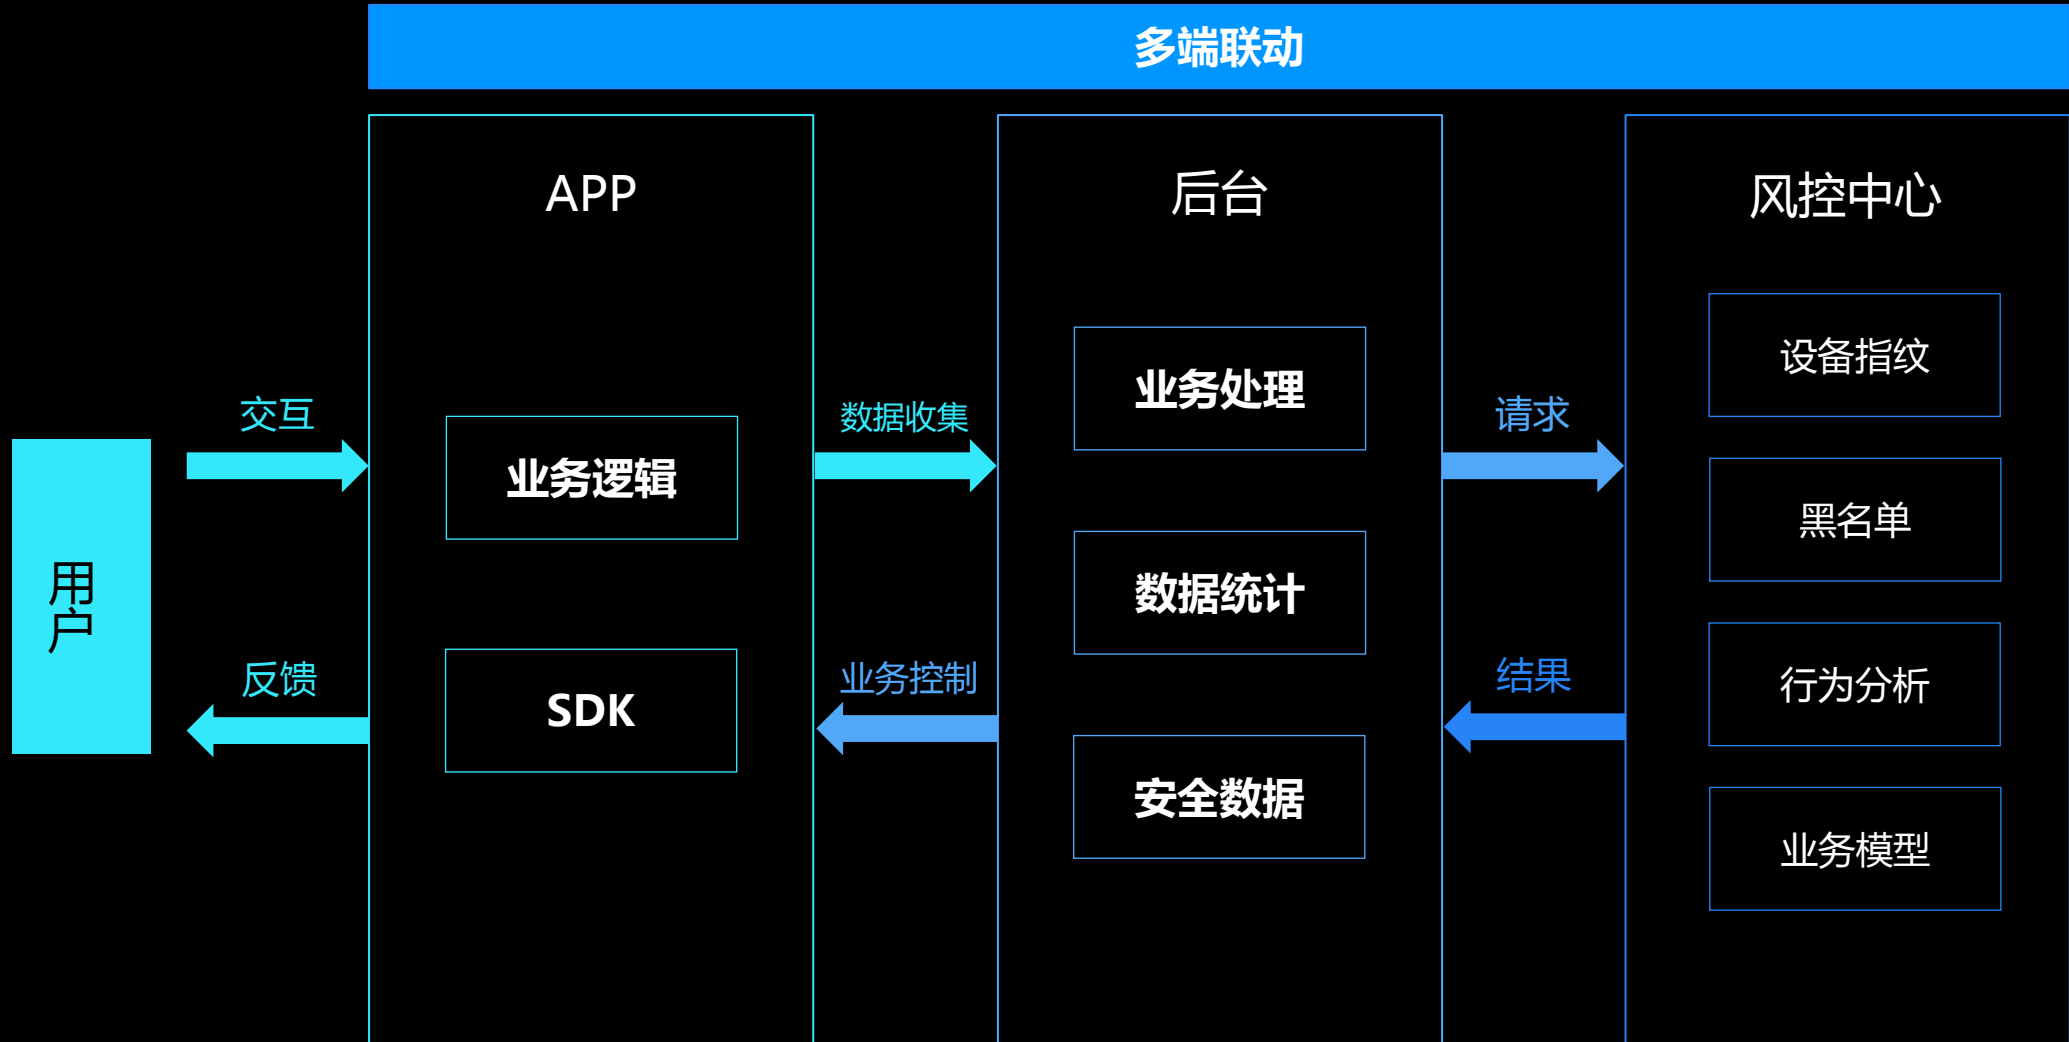 多端联动
APP
后台
风控中心
用户
交互
反馈
业务逻辑
SDK
数据收集
业务控制
业务处理
数据统计
安全数据
请求
结果
设备指纹
黑名单
行为分析
业务模型